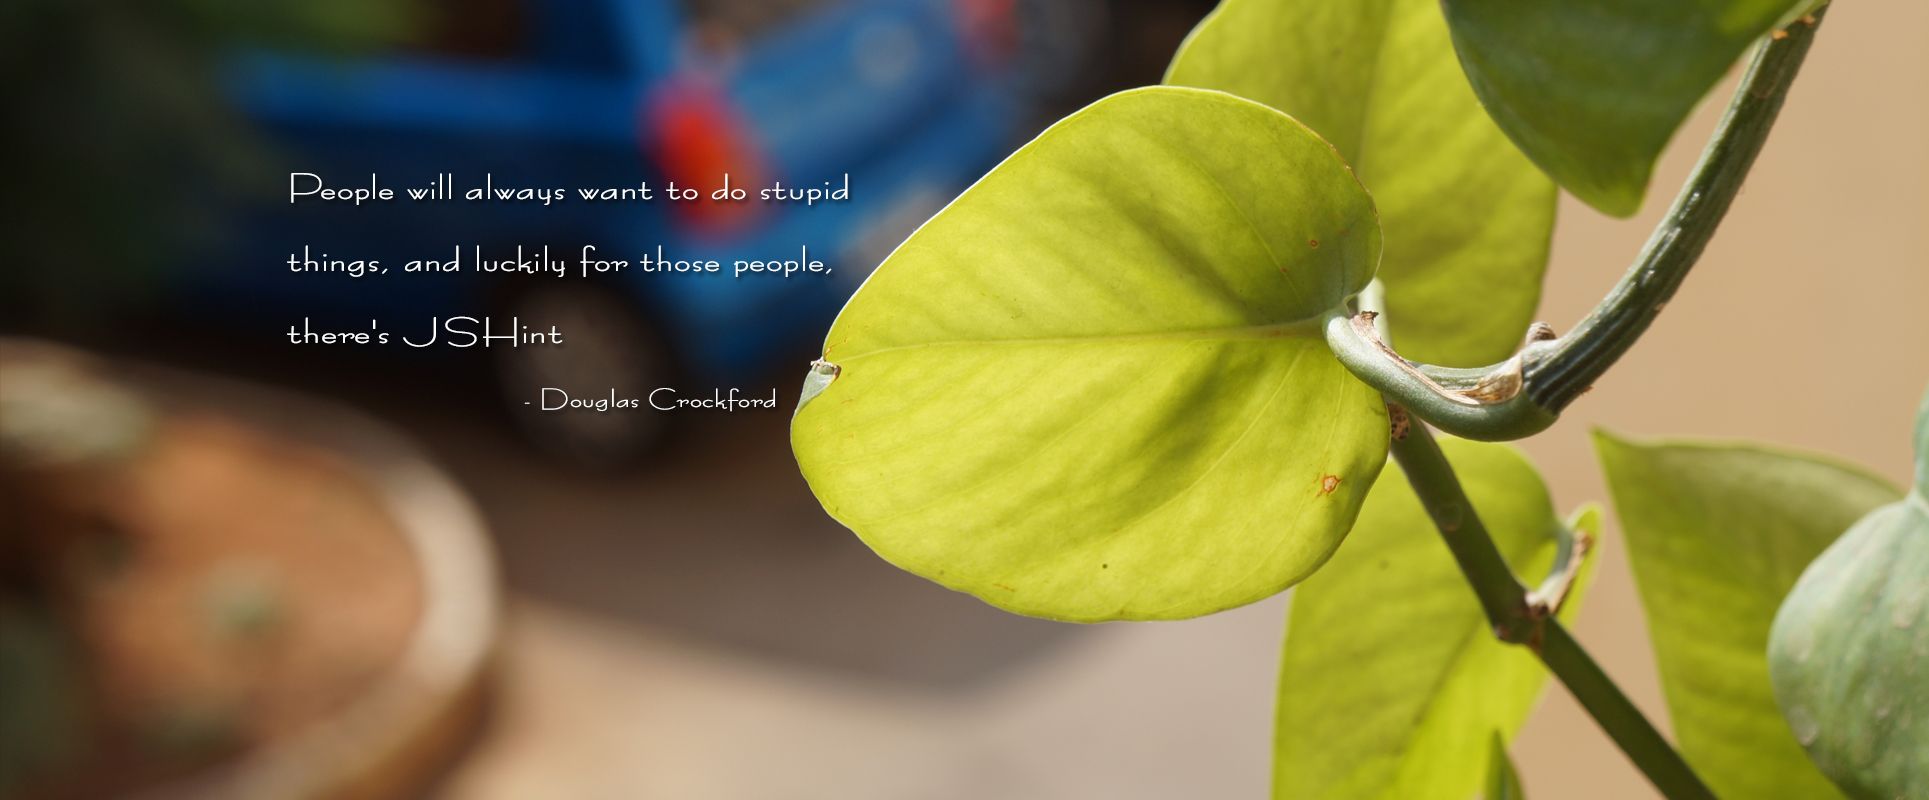 People will always want to do stupid
things, and luckily for those people,
there's JSHint
- Douglas Crockford